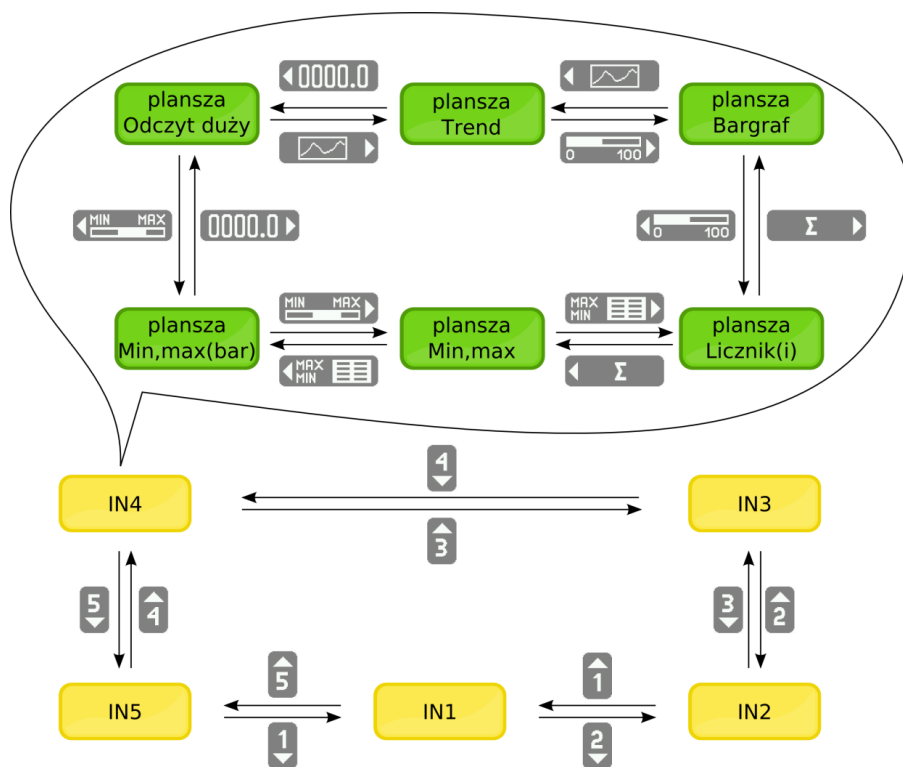 0000.0
plansza
Odczyt duży
plansza
Trend
plansza
Bargraf
0 100
MIN MAX
0000.0
0 100
Σ
plansza
Min,max(bar)
MIN MAX
plansza
Min,max
MAX
MIN
plansza
Licznik(i)
MAX
MIN
Σ
IN4
4
3
IN3
5
4
3
2
IN5
5
1
IN1
1
2
IN2